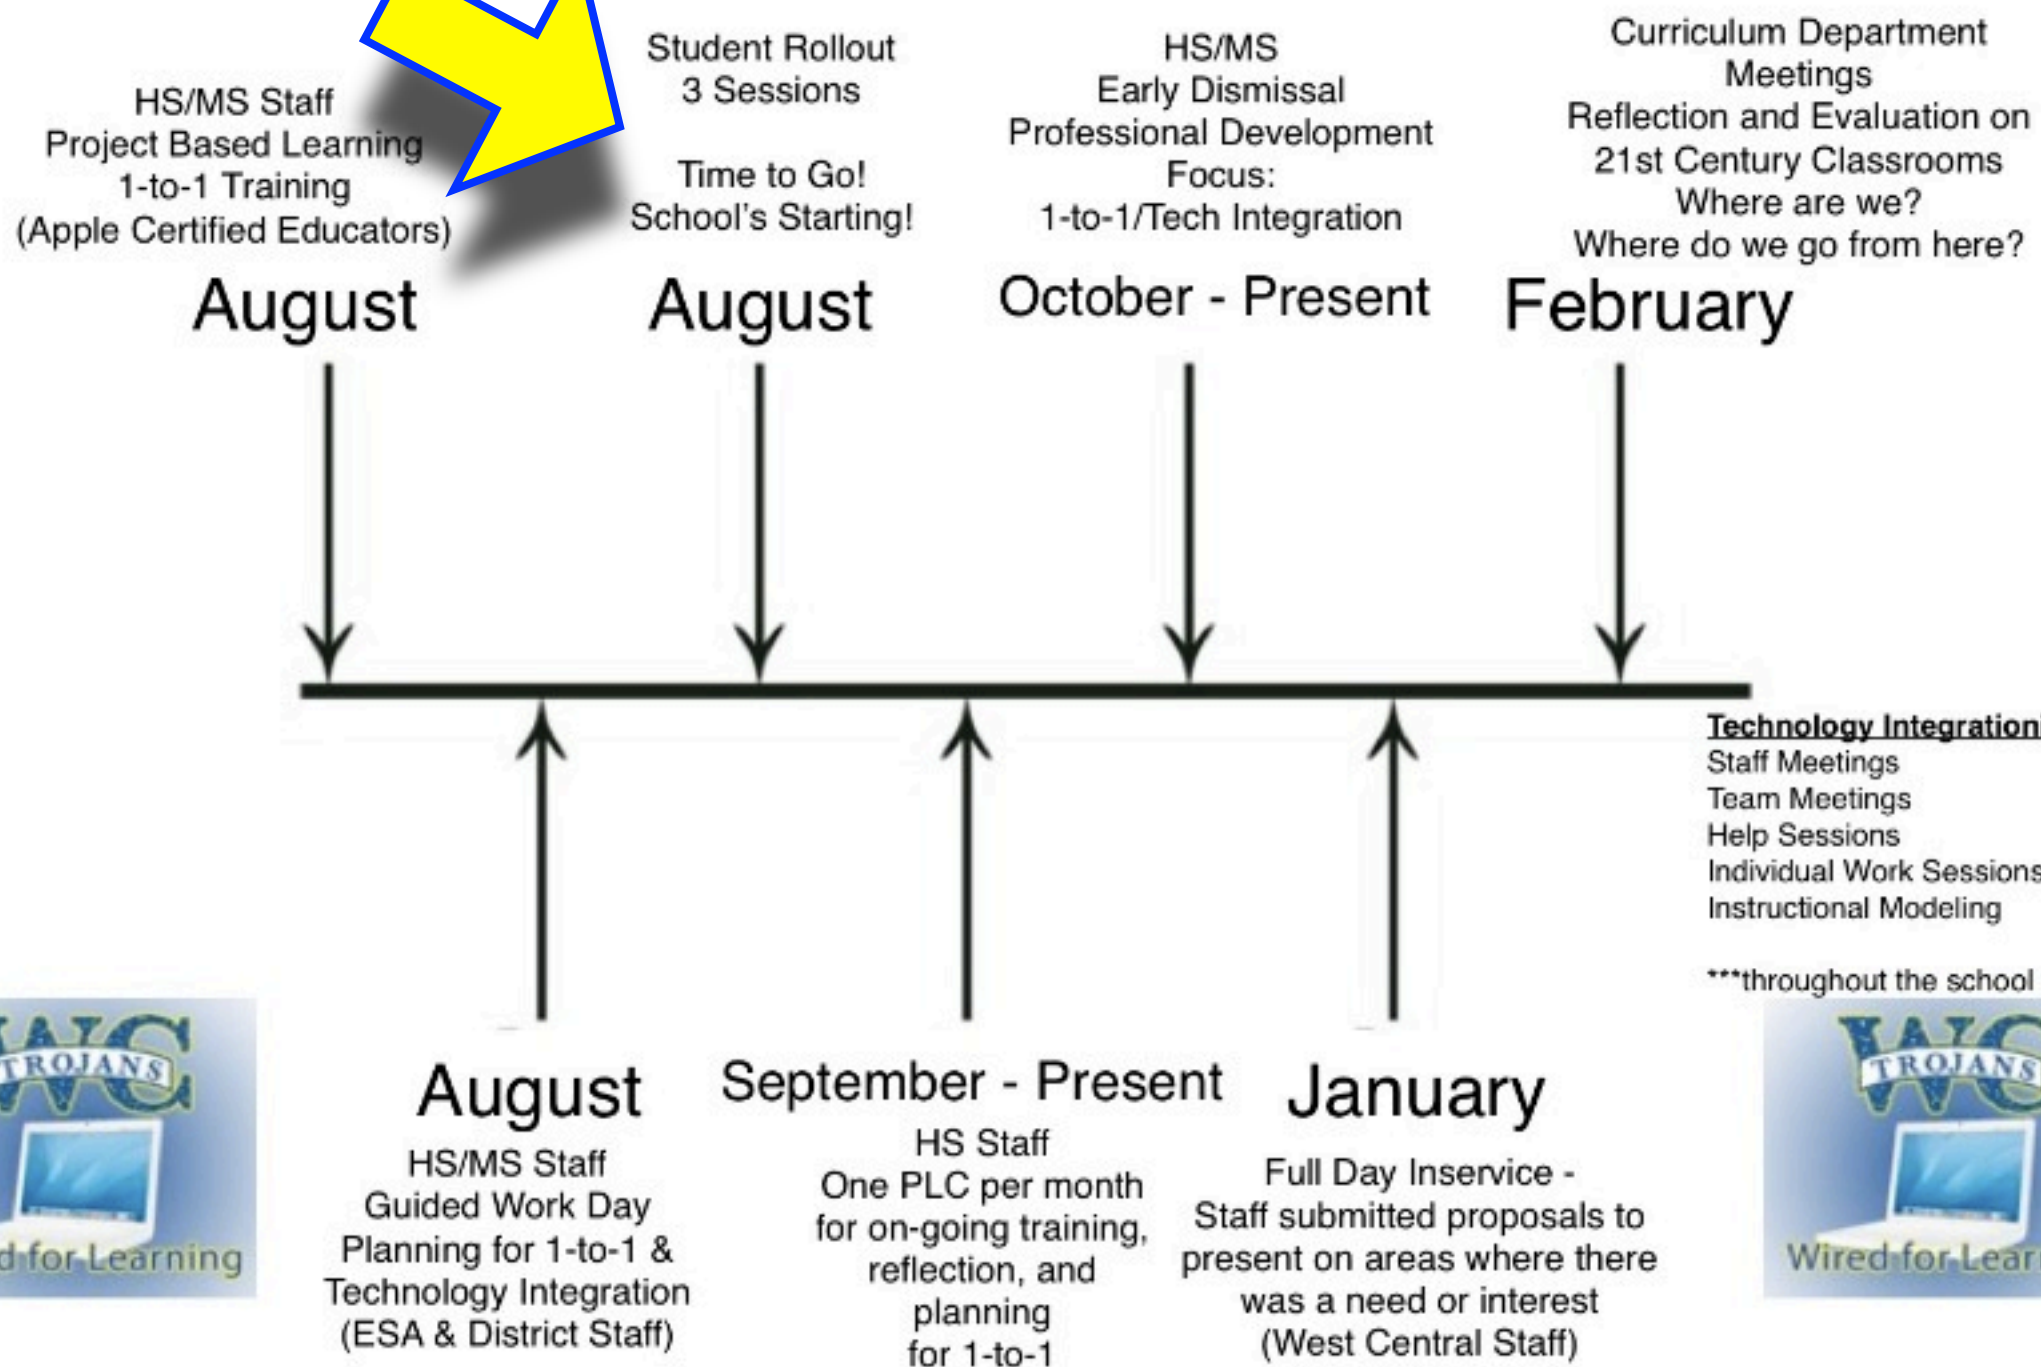 HS/MS Staff
Project Based Learning
1-to-1 Training
(Apple Certified Educators)
August
Student Rollout
3 Sessions
Time to Go!
School's Starting!
August
HS/MS
Early Dismissal
Professional Development
Focus:
1-to-1/Tech Integration
October - Present
Curriculum Department
Meetings
Reflection and Evaluation on
21st Century Classrooms
Where are we?
Where do we go from here?
February
Technology Integration
Staff Meetings
Team Meetings
Help Sessions
Individual Work Sessions
Instructional Modeling
***throughout the school
WC
TROJANS
for Learning
August
HS/MS Staff
Guided Work Day
Planning for 1-to-1 &
Technology Integration
(ESA & District Staff)
September - Present
HS Staff
One PLC per month
for on-going training,
reflection, and
planning
for 1-to-1
January
Full Day Inservice -
Staff submitted proposals to
present on areas where there
was a need or interest
(West Central Staff)
WC
TROJANS
Wired for